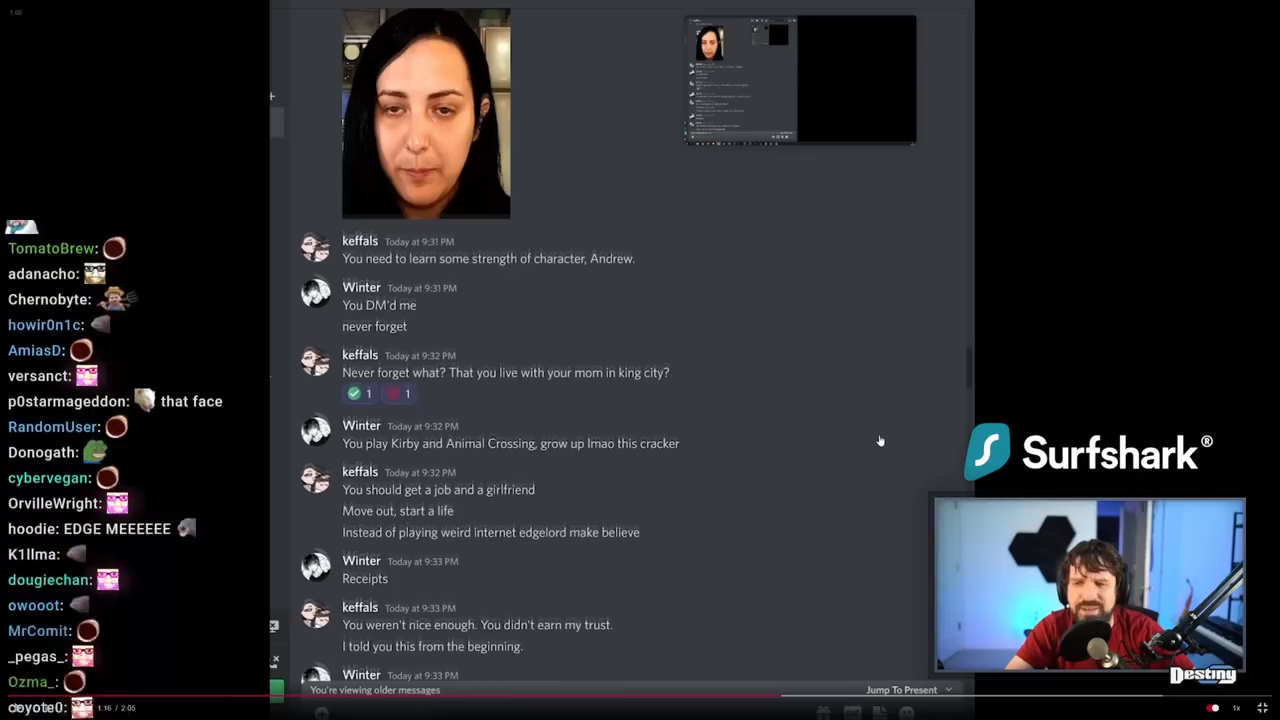 1.00
keffals Today at 9:31 PM
You need to learn some strength of character, Andrew.
Winter Today at 9:31 PM
You DM'd me
never forget
keffals Today at 9:32 PM
Never forget what? That you live with your mom in king city?
1 1
Winter Today at 9:32 PM
You play Kirby and Animal Crossing, grow up lmao this cracker
keffals Today at 9:32 PM
You should get a job and a girlfriend
Move out, start a life
Instead of playing weird internet edgelord make believe
Winter Today at 9:33 PM
Receipts
keffals Today at 9:33 PM
You weren't nice enough. You didn't earn my trust.
I told you this from the beginning.
Winter Today at 9:33 PM
You're viewing older messages
Jump To Present
TomatoBrew:
adanacho:
Chernobyte:
howir0n1c:
AmiasD:
versanct:
p0starmageddon: that face
RandomUser:
Donogath:
cybervegan:
OrvilleWright:
hoodie: EDGE MEEEEEE
K1llma:
dougiechan:
owooot:
MrComit:
_pegas_:
Ozma_:
coyote0:
Surfshark®
Destiny
1:16 / 2:05
1x